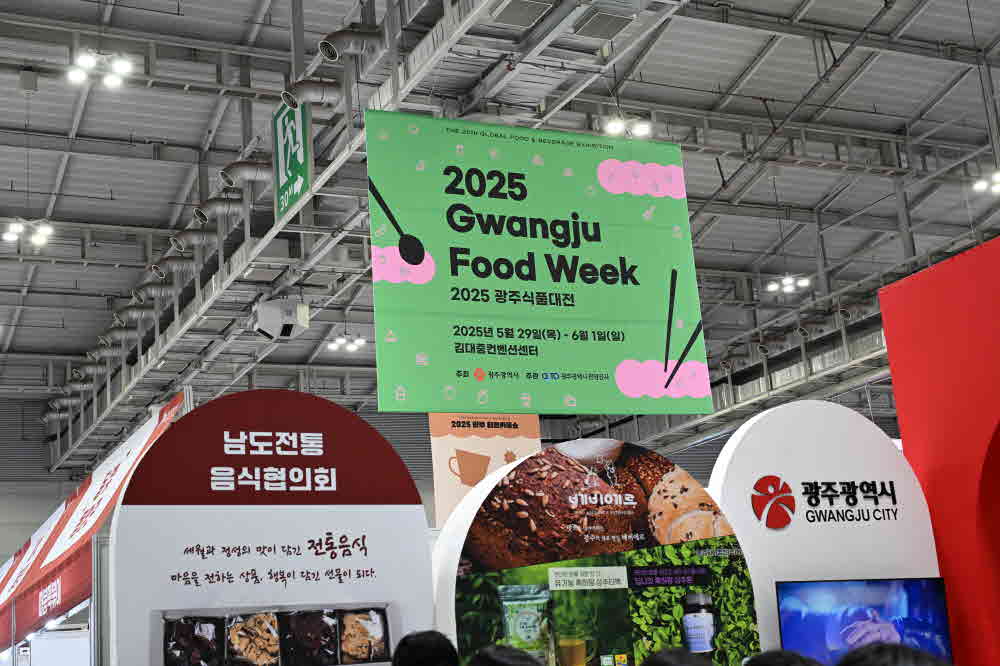 30M
THE 20TH GLOBAL FOOD & BEVERAGE EXHIBITION
2025
Gwangju
Food Week
2025 광주식품대전
2025년 5월 29일(목) - 6월 1일(일)
김대중컨벤션센터
주최 광주광역시 주관 광주광역시관광공사
남도전통
음식협의회
세월과 정성의 맛이 담긴 전통음식
마음을 전하는 상품, 행복이 담긴 선물이 되다.
베비에르
광주광역시
GWANGJU CITY